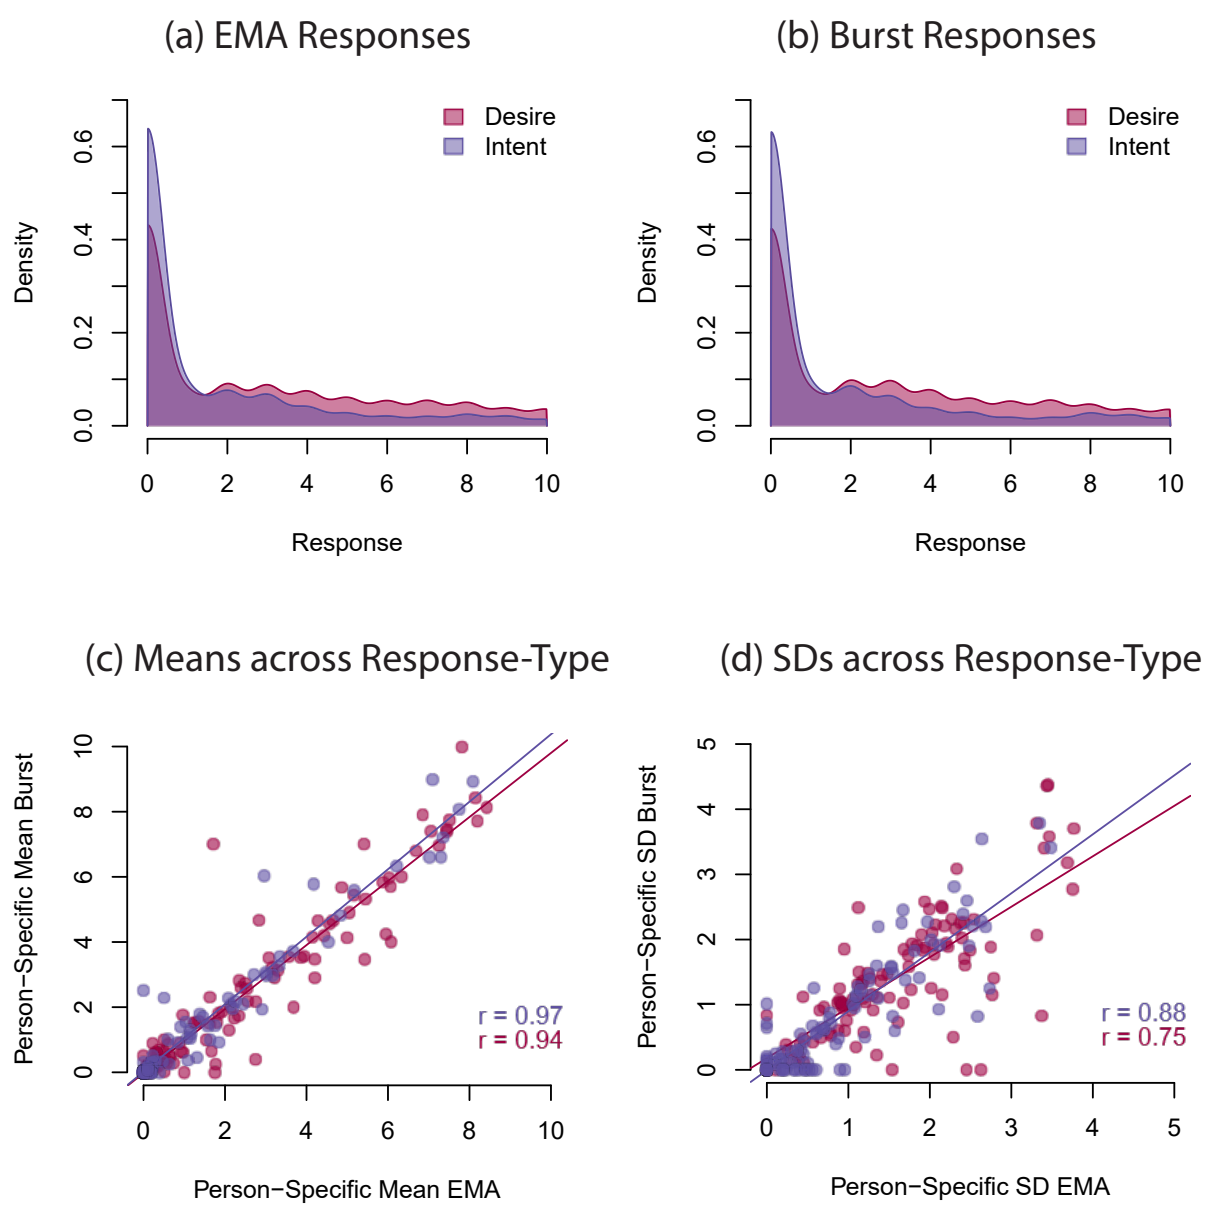 (a) EMA Responses
(b) Burst Responses
Desire
Intent
Density
0.0 0.2 0.4 0.6
0 2 4 6 8 10
Response
Desire
Intent
Density
0.0 0.2 0.4 0.6
0 2 4 6 8 10
Response
(c) Means across Response-Type
(d) SDs across Response-Type
Person−Specific Mean Burst
0 2 4 6 8 10
r = 0.97
r = 0.94
0 2 4 6 8 10
Person−Specific Mean EMA
Person−Specific SD Burst
0 1 2 3 4 5
r = 0.88
r = 0.75
0 1 2 3 4 5
Person−Specific SD EMA